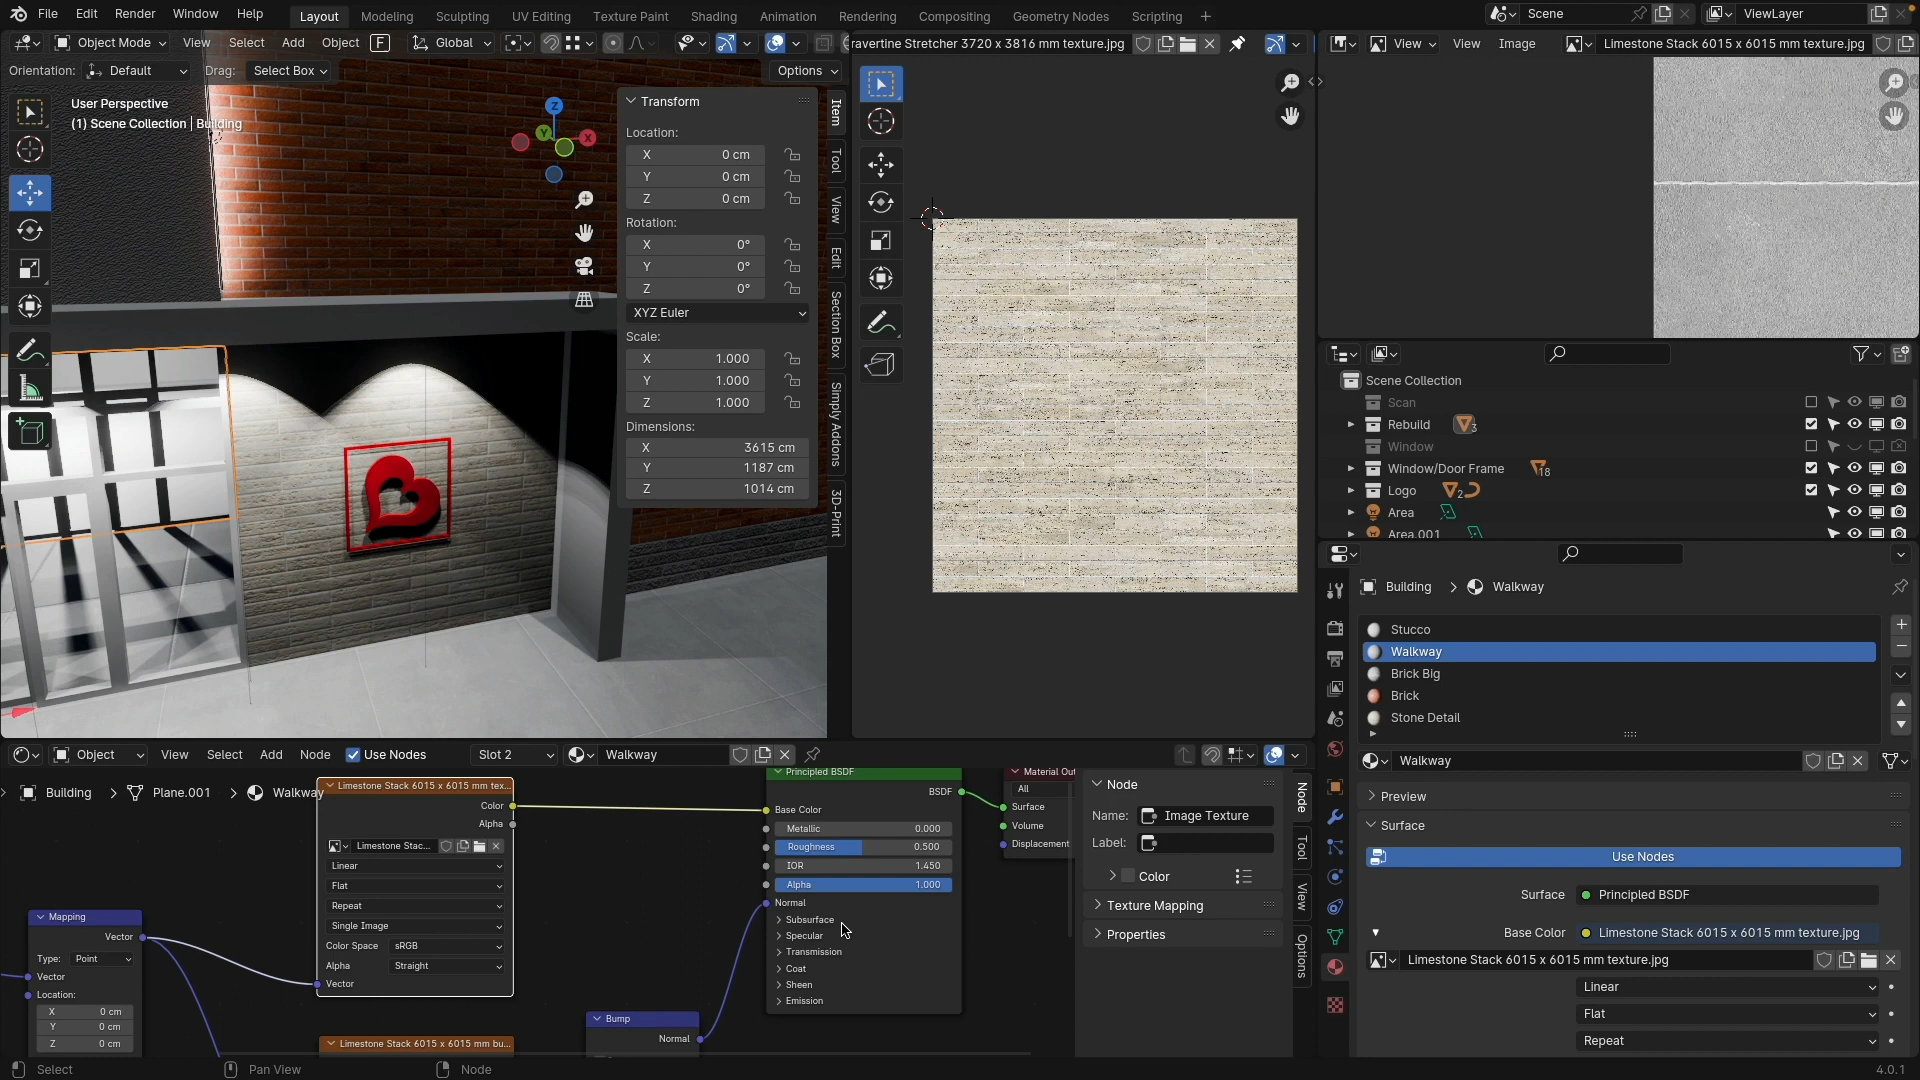 File Edit Render Window Help Layout Modeling Sculpting UV Editing Texture Paint Shading Animation Rendering Compositing Geometry Nodes Scripting + Scene ViewLayer
Object Mode View Select Add Object F Global
Orientation: Default Drag: Select Box Options
User Perspective
(1) Scene Collection | Building
Z
Y
X
Transform
Location:
X 0 cm
Y 0 cm
Z 0 cm
Rotation:
X 0°
Y 0°
Z 0°
XYZ Euler
Scale:
X 1.000
Y 1.000
Z 1.000
Dimensions:
X 3615 cm
Y 1187 cm
Z 1014 cm
Item
Tool
View
Edit
Section Box
Simply Addons
3D-Print
ravertine Stretcher 3720 x 3816 mm texture.jpg
View View Image Limestone Stack 6015 x 6015 mm texture.jpg
Scene Collection
Scan
Rebuild 3
Window
Window/Door Frame 18
Logo 2
Area
Area.001
Building > Walkway
Stucco
Walkway
Brick Big
Brick
Stone Detail
Walkway
Preview
Surface
Use Nodes
Surface Principled BSDF
Base Color Limestone Stack 6015 x 6015 mm texture.jpg
Limestone Stack 6015 x 6015 mm texture.jpg
Linear
Flat
Repeat
Object View Select Add Node Use Nodes Slot 2 Walkway
Building > Plane.001 > Walkway
Limestone Stack 6015 x 6015 mm tex...
Color
Alpha
Limestone Stac...
Linear
Flat
Repeat
Single Image
Color Space sRGB
Alpha Straight
Vector
Mapping
Vector
Type: Point
Vector
Location:
X 0 cm
Y 0 cm
Z 0 cm
Limestone Stack 6015 x 6015 mm bu...
Bump
Normal
Principled BSDF
BSDF
Base Color
Metallic 0.000
Roughness 0.500
IOR 1.450
Alpha 1.000
Normal
Subsurface
Specular
Transmission
Coat
Sheen
Emission
Material Out
All
Surface
Volume
Displacement
Node
Name: Image Texture
Label:
Color
Texture Mapping
Properties
Node
Tool
View
Options
Select Pan View Node 4.0.1